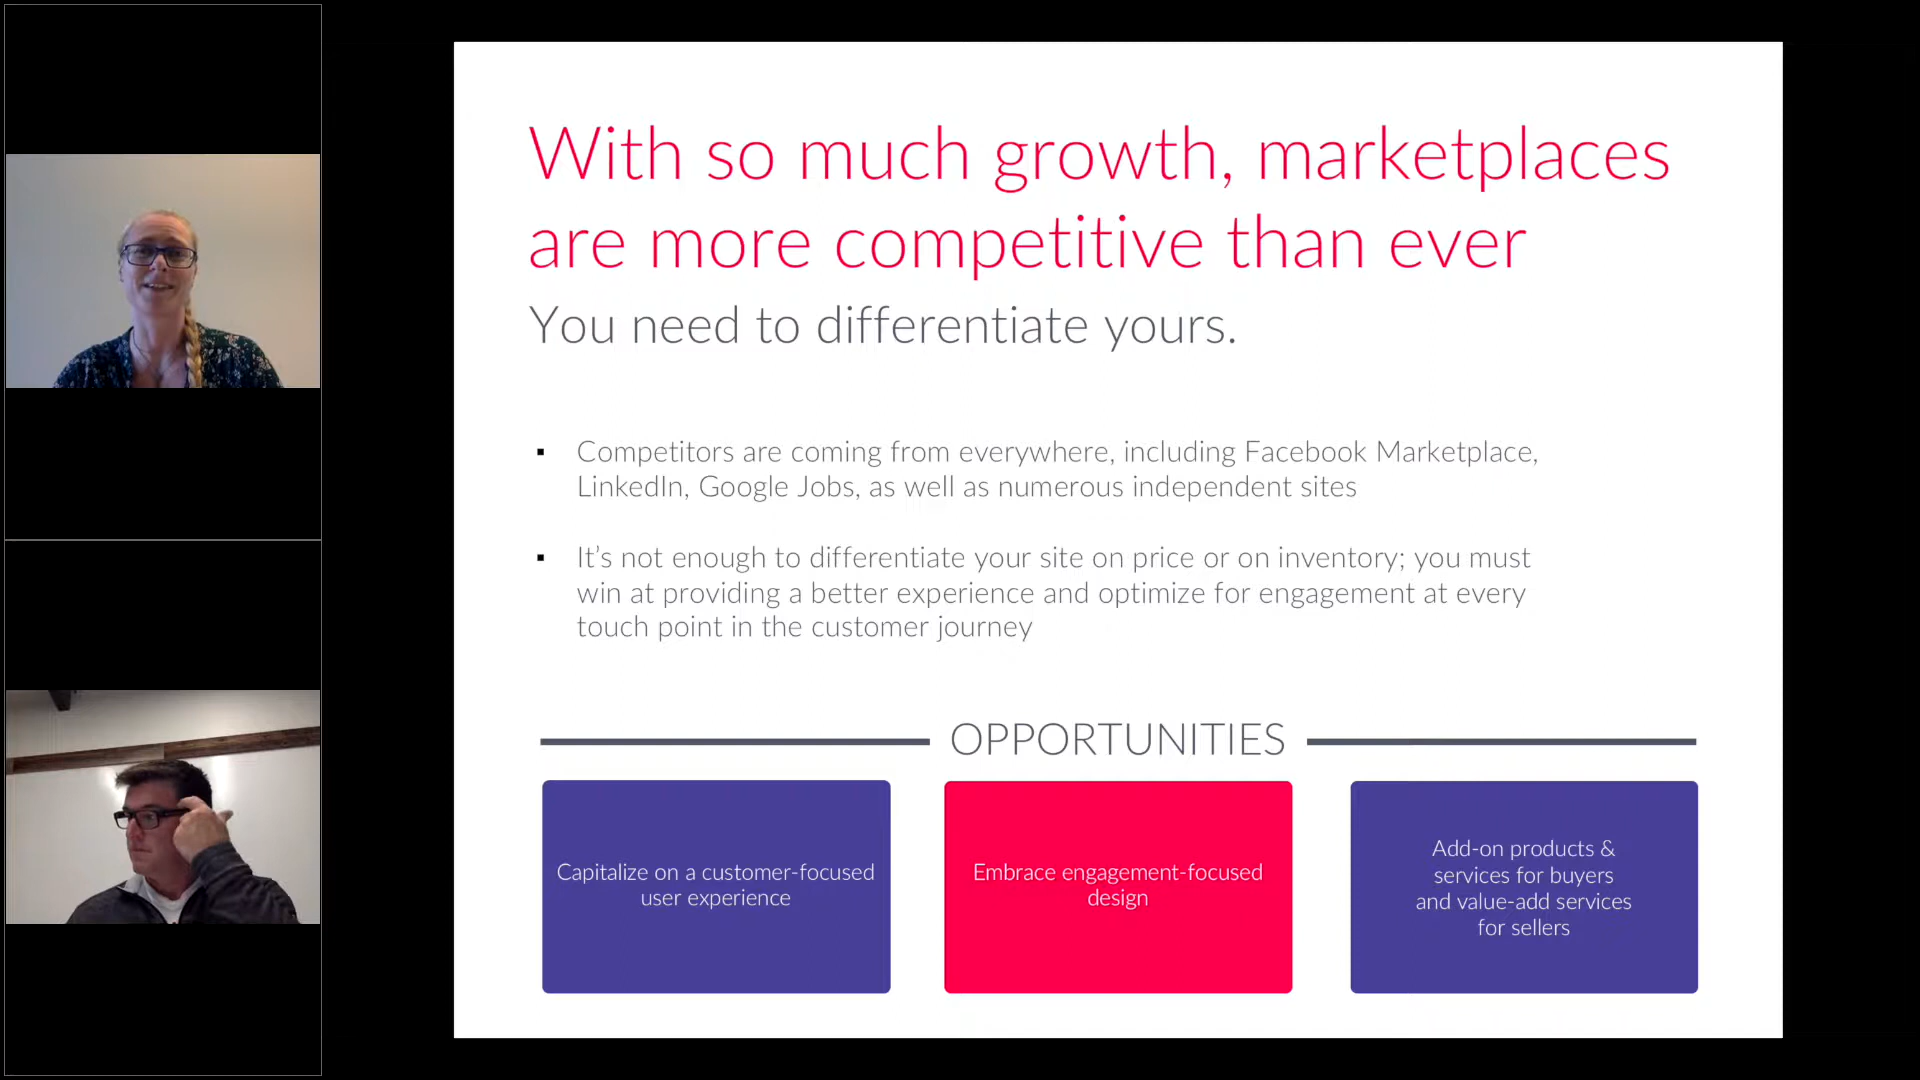 With so much growth, marketplaces
are more competitive than ever
You need to differentiate yours.
▪ Competitors are coming from everywhere, including Facebook Marketplace,
LinkedIn, Google Jobs, as well as numerous independent sites
▪ It’s not enough to differentiate your site on price or on inventory; you must
win at providing a better experience and optimize for engagement at every
touch point in the customer journey
OPPORTUNITIES
Capitalize on a customer-focused
user experience
Embrace engagement-focused
design
Add-on products &
services for buyers
and value-add services
for sellers